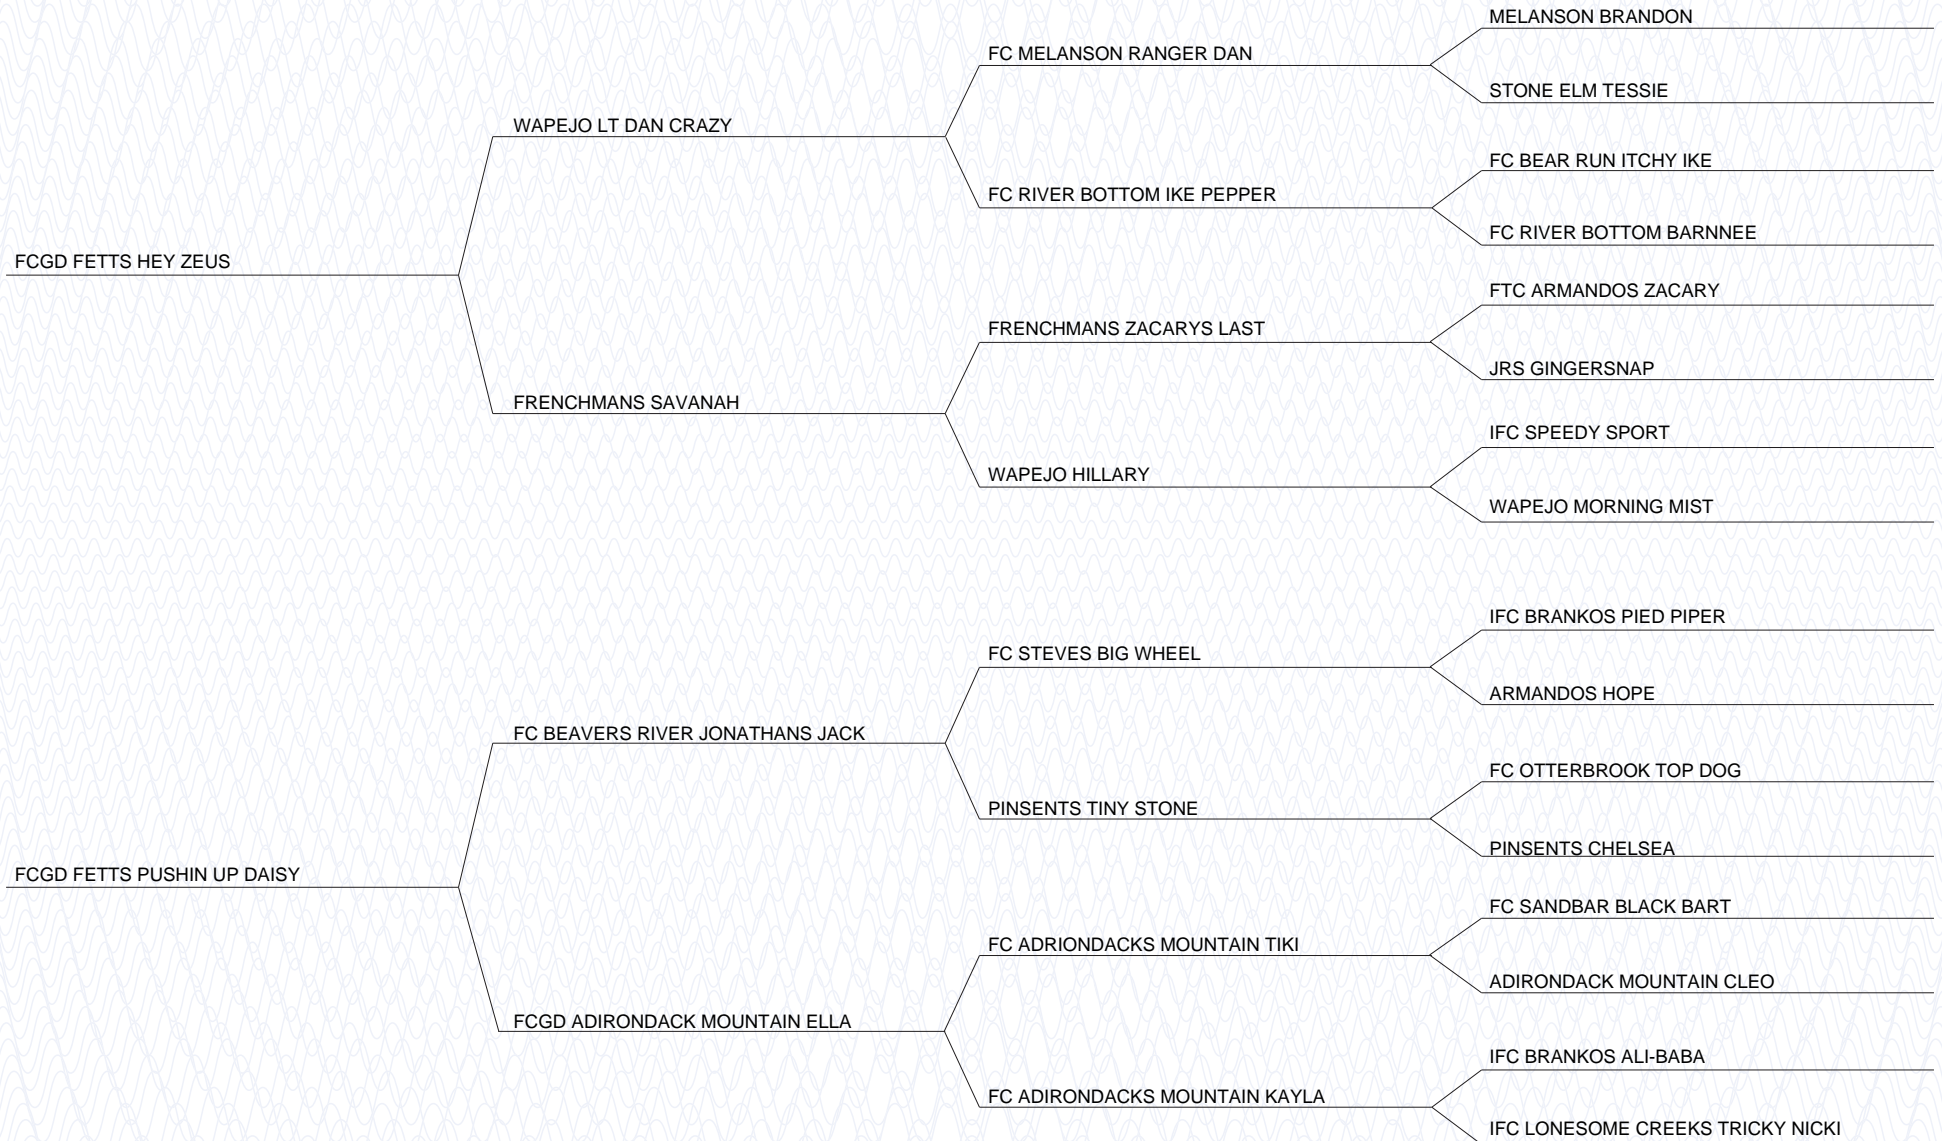 MELANSON BRANDON
FC MELANSON RANGER DAN
STONE ELM TESSIE
WAPEJO LT DAN CRAZY
FC BEAR RUN ITCHY IKE
FC RIVER BOTTOM IKE PEPPER
FC RIVER BOTTOM BARNNEE
FCGD FETTS HEY ZEUS
FTC ARMANDOS ZACARY
FRENCHMANS ZACARYS LAST
JRS GINGERSNAP
FRENCHMANS SAVANAH
IFC SPEEDY SPORT
WAPEJO HILLARY
WAPEJO MORNING MIST
IFC BRANKOS PIED PIPER
FC STEVES BIG WHEEL
ARMANDOS HOPE
FC BEAVERS RIVER JONATHANS JACK
FC OTTERBROOK TOP DOG
PINSENTS TINY STONE
PINSENTS CHELSEA
FCGD FETTS PUSHIN UP DAISY
FC SANDBAR BLACK BART
FC ADRIONDACKS MOUNTAIN TIKI
ADIRONDACK MOUNTAIN CLEO
FCGD ADIRONDACK MOUNTAIN ELLA
IFC BRANKOS ALI-BABA
FC ADIRONDACKS MOUNTAIN KAYLA
IFC LONESOME CREEKS TRICKY NICKI